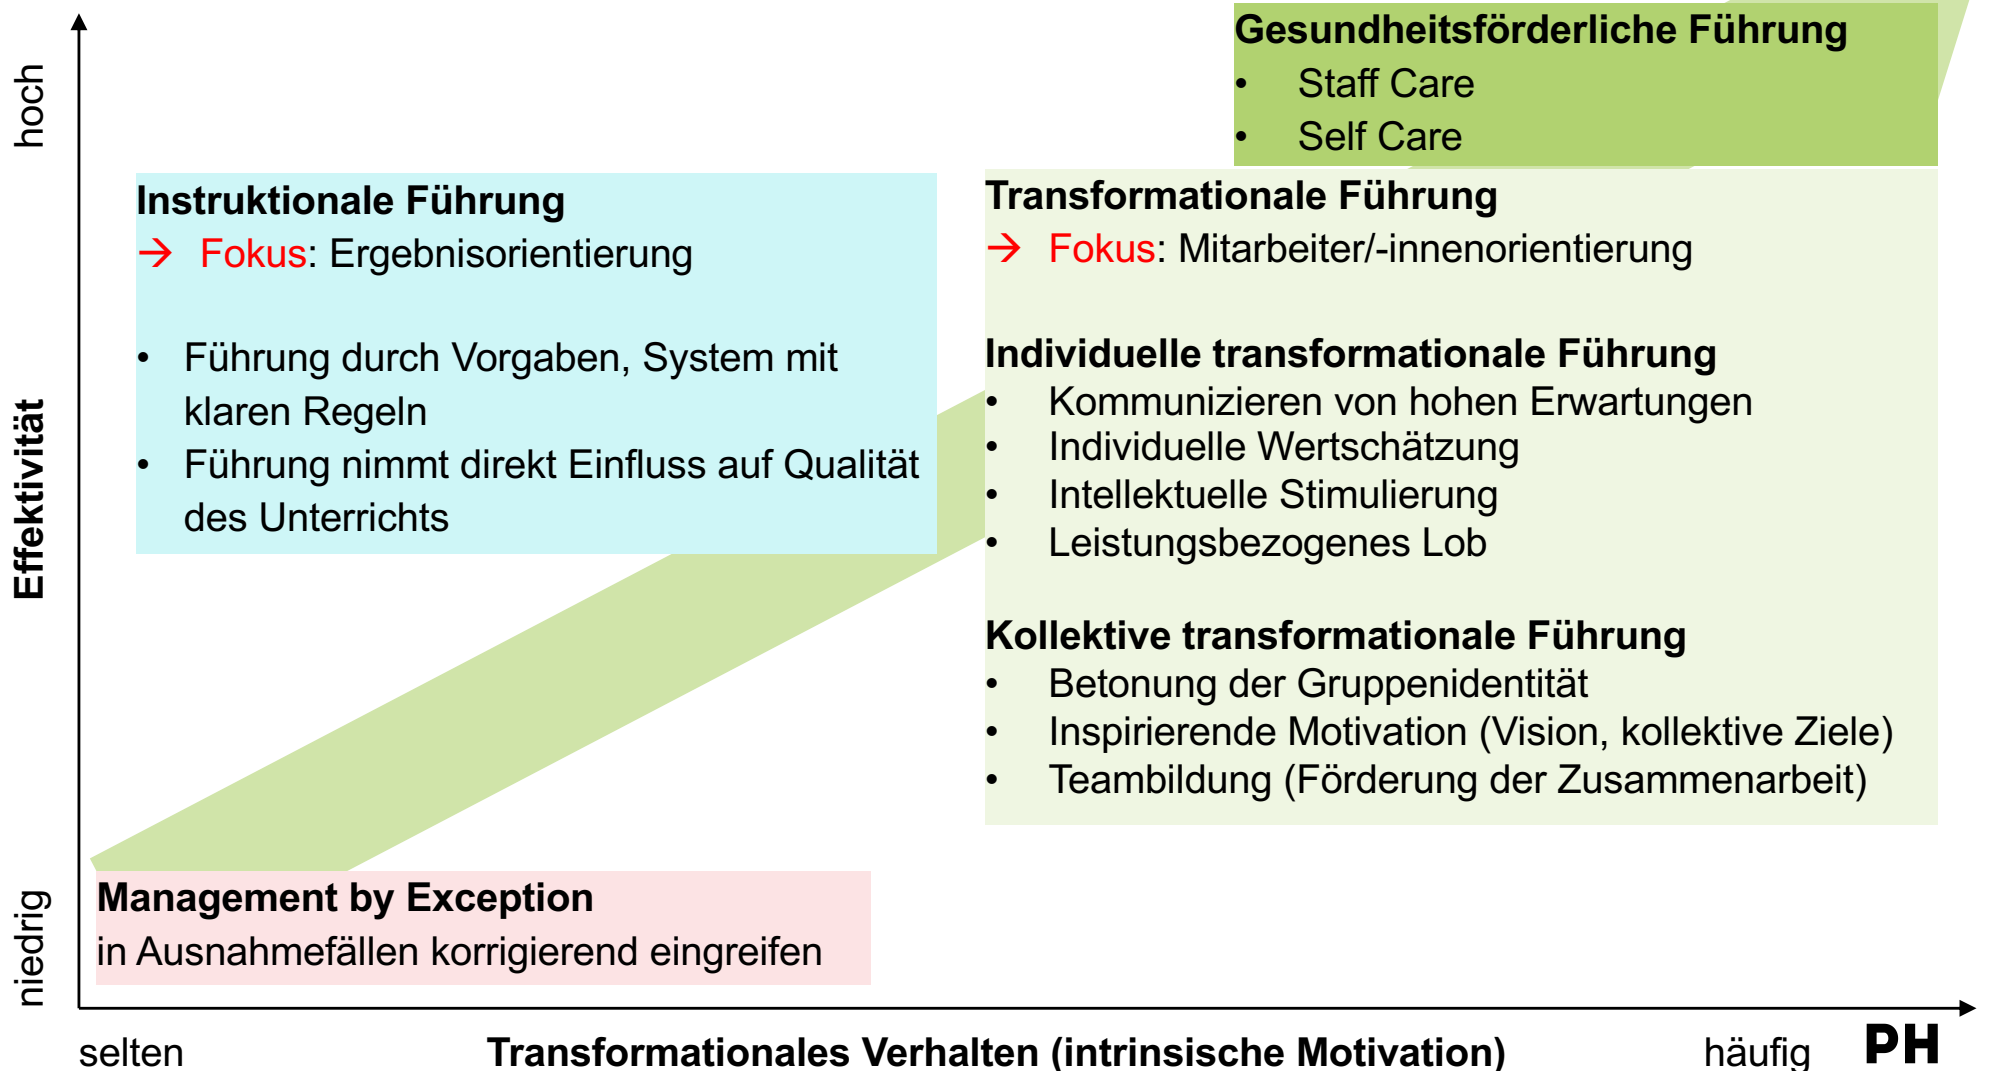 Gesundheitsförderliche Führung
• Staff Care
• Self Care
hoch
Effektivität
niedrig
Instruktionale Führung
→ Fokus: Ergebnisorientierung
• Führung durch Vorgaben, System mit
klaren Regeln
• Führung nimmt direkt Einfluss auf Qualität
des Unterrichts
Transformationale Führung
→ Fokus: Mitarbeiter/-innenorientierung
Individuelle transformationale Führung
• Kommunizieren von hohen Erwartungen
• Individuelle Wertschätzung
• Intellektuelle Stimulierung
• Leistungsbezogenes Lob
Kollektive transformationale Führung
• Betonung der Gruppenidentität
• Inspirierende Motivation (Vision, kollektive Ziele)
• Teambildung (Förderung der Zusammenarbeit)
Management by Exception
in Ausnahmefällen korrigierend eingreifen
selten
Transformationales Verhalten (intrinsische Motivation)
häufig
PH